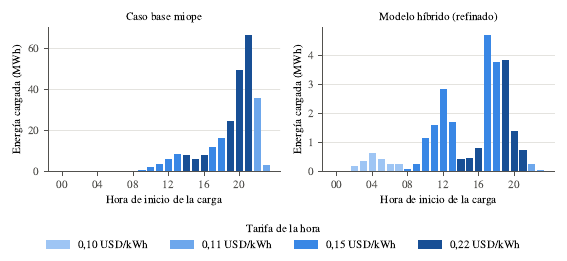 Caso base miope
Modelo híbrido (refinado)
Energía cargada (MWh)
60
40
20
0
00 04 08 12 16 20
Hora de inicio de la carga
Energía cargada (MWh)
4
3
2
1
0
00 04 08 12 16 20
Hora de inicio de la carga
Tarifa de la hora
0,10 USD/kWh 0,11 USD/kWh 0,15 USD/kWh 0,22 USD/kWh